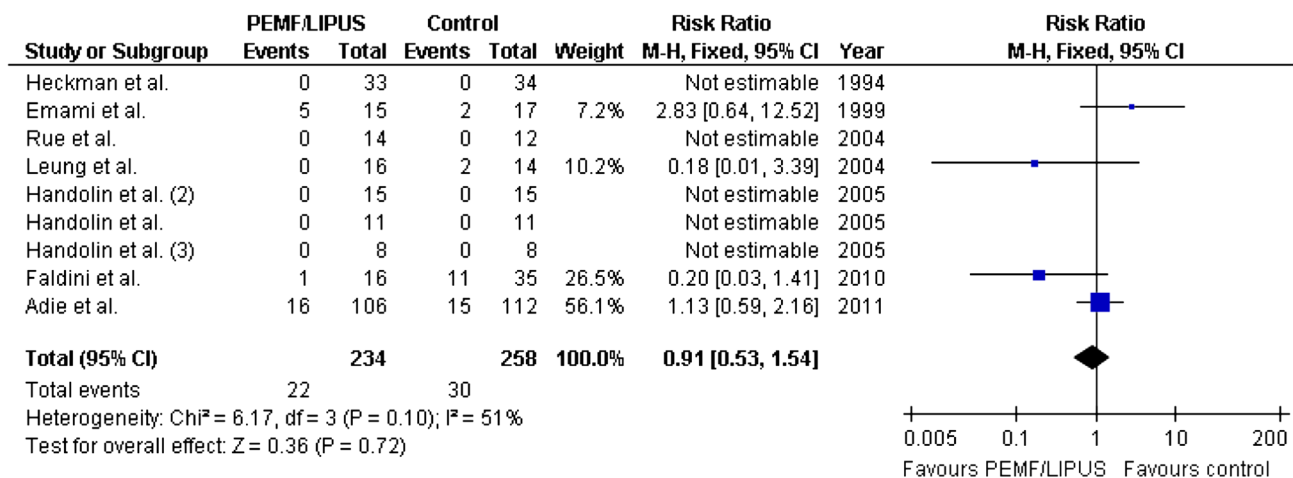 PEMF/LIPUS Control Risk Ratio Risk Ratio
Study or Subgroup Events Total Events Total Weight M-H, Fixed, 95% CI Year M-H, Fixed, 95% CI
Heckman et al. 0 33 0 34 Not estimable 1994
Emami et al. 5 15 2 17 7.2% 2.83 [0.64, 12.52] 1999
Rue et al. 0 14 0 12 Not estimable 2004
Leung et al. 0 16 2 14 10.2% 0.18 [0.01, 3.39] 2004
Handolin et al. (2) 0 15 0 15 Not estimable 2005
Handolin et al. 0 11 0 11 Not estimable 2005
Handolin et al. (3) 0 8 0 8 Not estimable 2005
Faldini et al. 1 16 11 35 26.5% 0.20 [0.03, 1.41] 2010
Adie et al. 16 106 15 112 56.1% 1.13 [0.59, 2.16] 2011
Total (95% CI) 234 258 100.0% 0.91 [0.53, 1.54]
Total events 22 30
Heterogeneity: Chi² = 6.17, df = 3 (P = 0.10); I² = 51%
Test for overall effect: Z = 0.36 (P = 0.72)
0.005 0.1 1 10 200
Favours PEMF/LIPUS Favours control